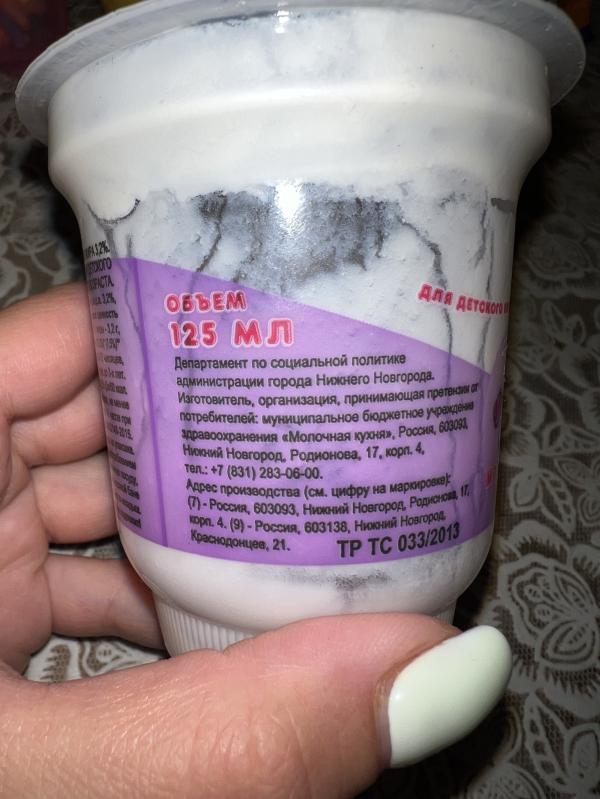 ОБЪЕМ
125 МЛ
ДЛЯ ДЕТСКОГО
Департамент по социальной политике
администрации города Нижнего Новгорода.
Изготовитель, организация, принимающая претензии от
потребителей: муниципальное бюджетное учреждение
здравоохранения «Молочная кухня», Россия, 603093,
Нижний Новгород, Родионова, 17, корп. 4,
тел.: +7 (831) 283-06-00.
Адрес производства (см. цифру на маркировке):
(7) - Россия, 603093, Нижний Новгород, Родионова, 17,
корп. 4. (9) - Россия, 603138, Нижний Новгород,
Краснодонцев, 21.
ТР ТС 033/2013